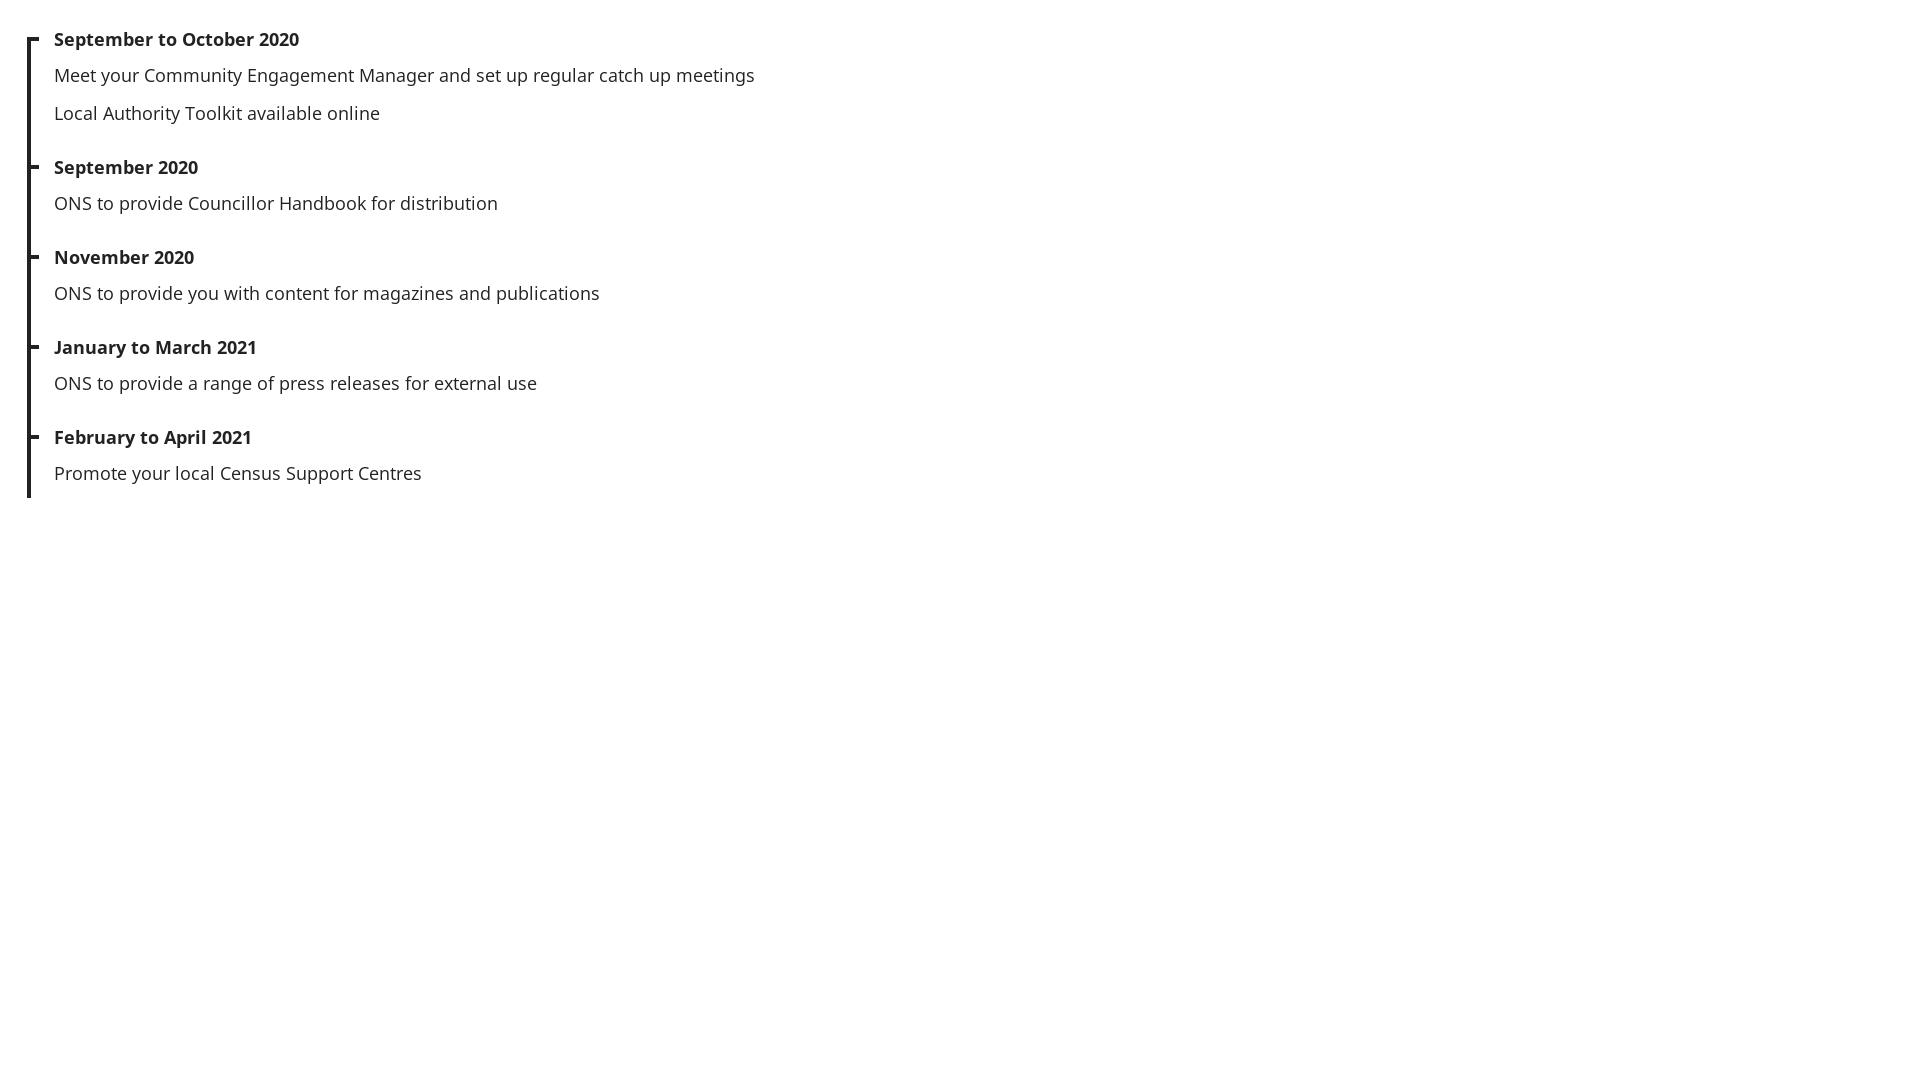 September to October 2020
Meet your Community Engagement Manager and set up regular catch up meetings
Local Authority Toolkit available online
September 2020
ONS to provide Councillor Handbook for distribution
November 2020
ONS to provide you with content for magazines and publications
January to March 2021
ONS to provide a range of press releases for external use
February to April 2021
Promote your local Census Support Centres